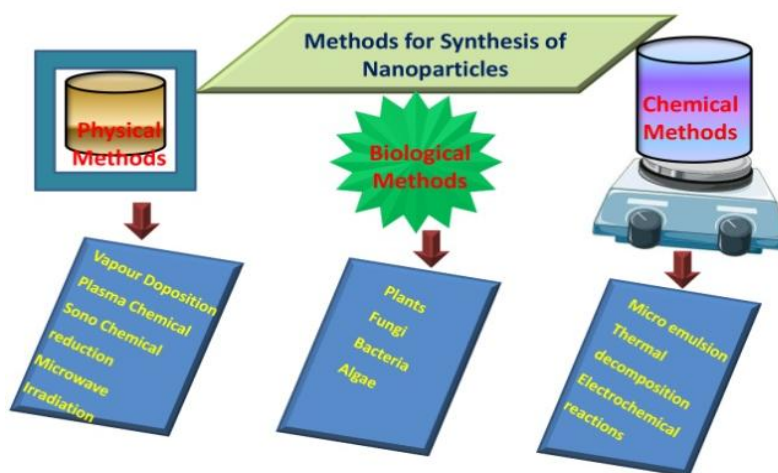 Methods for Synthesis of
Nanoparticles
Physical
Methods
Biological
Methods
Chemical
Methods
Vapour Doposition
Plasma Chemical
Sono Chemical
reduction
Microwave
Irradiation
Plants
Fungi
Bacteria
Algae
Micro emulsion
Thermal
decomposition
Electrochemical
reactions